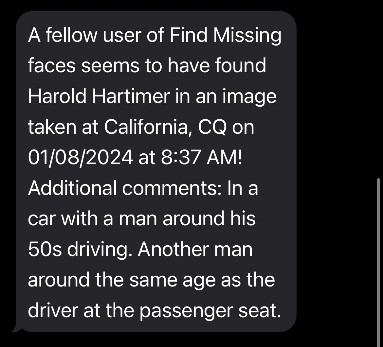 A fellow user of Find Missing
faces seems to have found
Harold Hartimer in an image
taken at California, CQ on
01/08/2024 at 8:37 AM!
Additional comments: In a
car with a man around his
50s driving. Another man
around the same age as the
driver at the passenger seat.